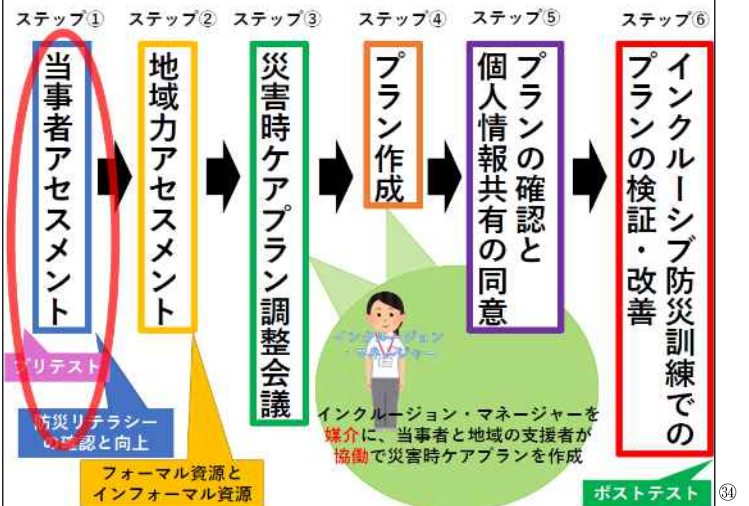 ステップ①
ステップ②
ステップ③
ステップ④
ステップ⑤
ステップ⑥
当事者アセスメント
地域力アセスメント
災害時ケアプラン調整会議
プラン作成
プランの確認と
個人情報共有の同意
インクルーシブ防災訓練での
プランの検証・改善
プリテスト
防災リテラシー
の確認と向上
フォーマル資源と
インフォーマル資源
インクルージョン
・マネージャー
インクルージョン・マネージャーを
媒介に、当事者と地域の支援者が
協働で災害時ケアプランを作成
ポストテスト
㉞